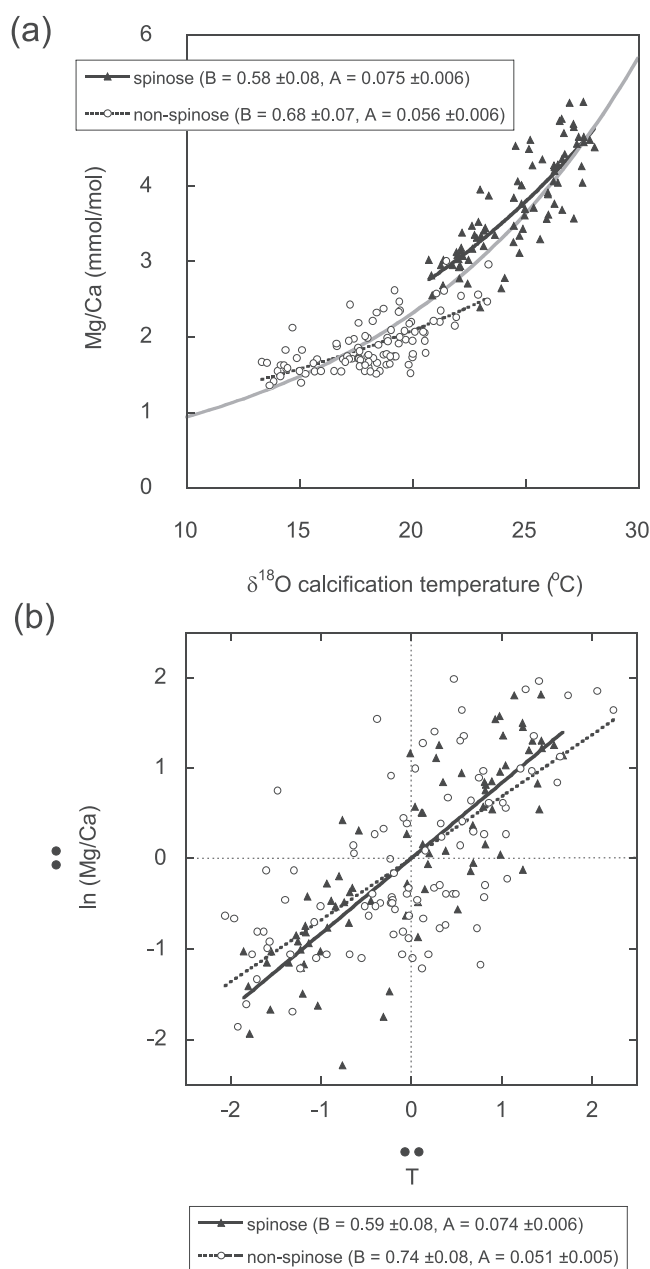 (a)
6
spinose (B = 0.58 ±0.08, A = 0.075 ±0.006)
non-spinose (B = 0.68 ±0.07, A = 0.056 ±0.006)
4
3
2
1
0
Mg/Ca (mmol/mol)
10 15 20 25 30
δ18O calcification temperature (°C)
(b)
2
1
0
-1
-2
ln (Mg/Ca)
-2 -1 0 1 2
T
spinose (B = 0.59 ±0.08, A = 0.074 ±0.006)
non-spinose (B = 0.74 ±0.08, A = 0.051 ±0.005)